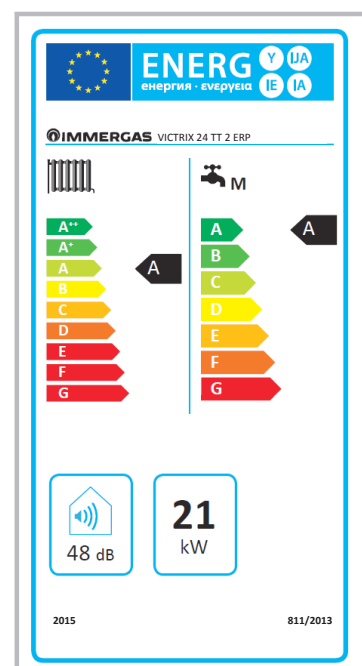 ENERG Y IJA
енергия · ενεργεια IE IA
IMMERGAS VICTRIX 24 TT 2 ERP
M
A++
A+
A
B
C
D
E
F
G
A
A
B
C
D
E
F
G
A
48 dB
21
kW
2015
811/2013